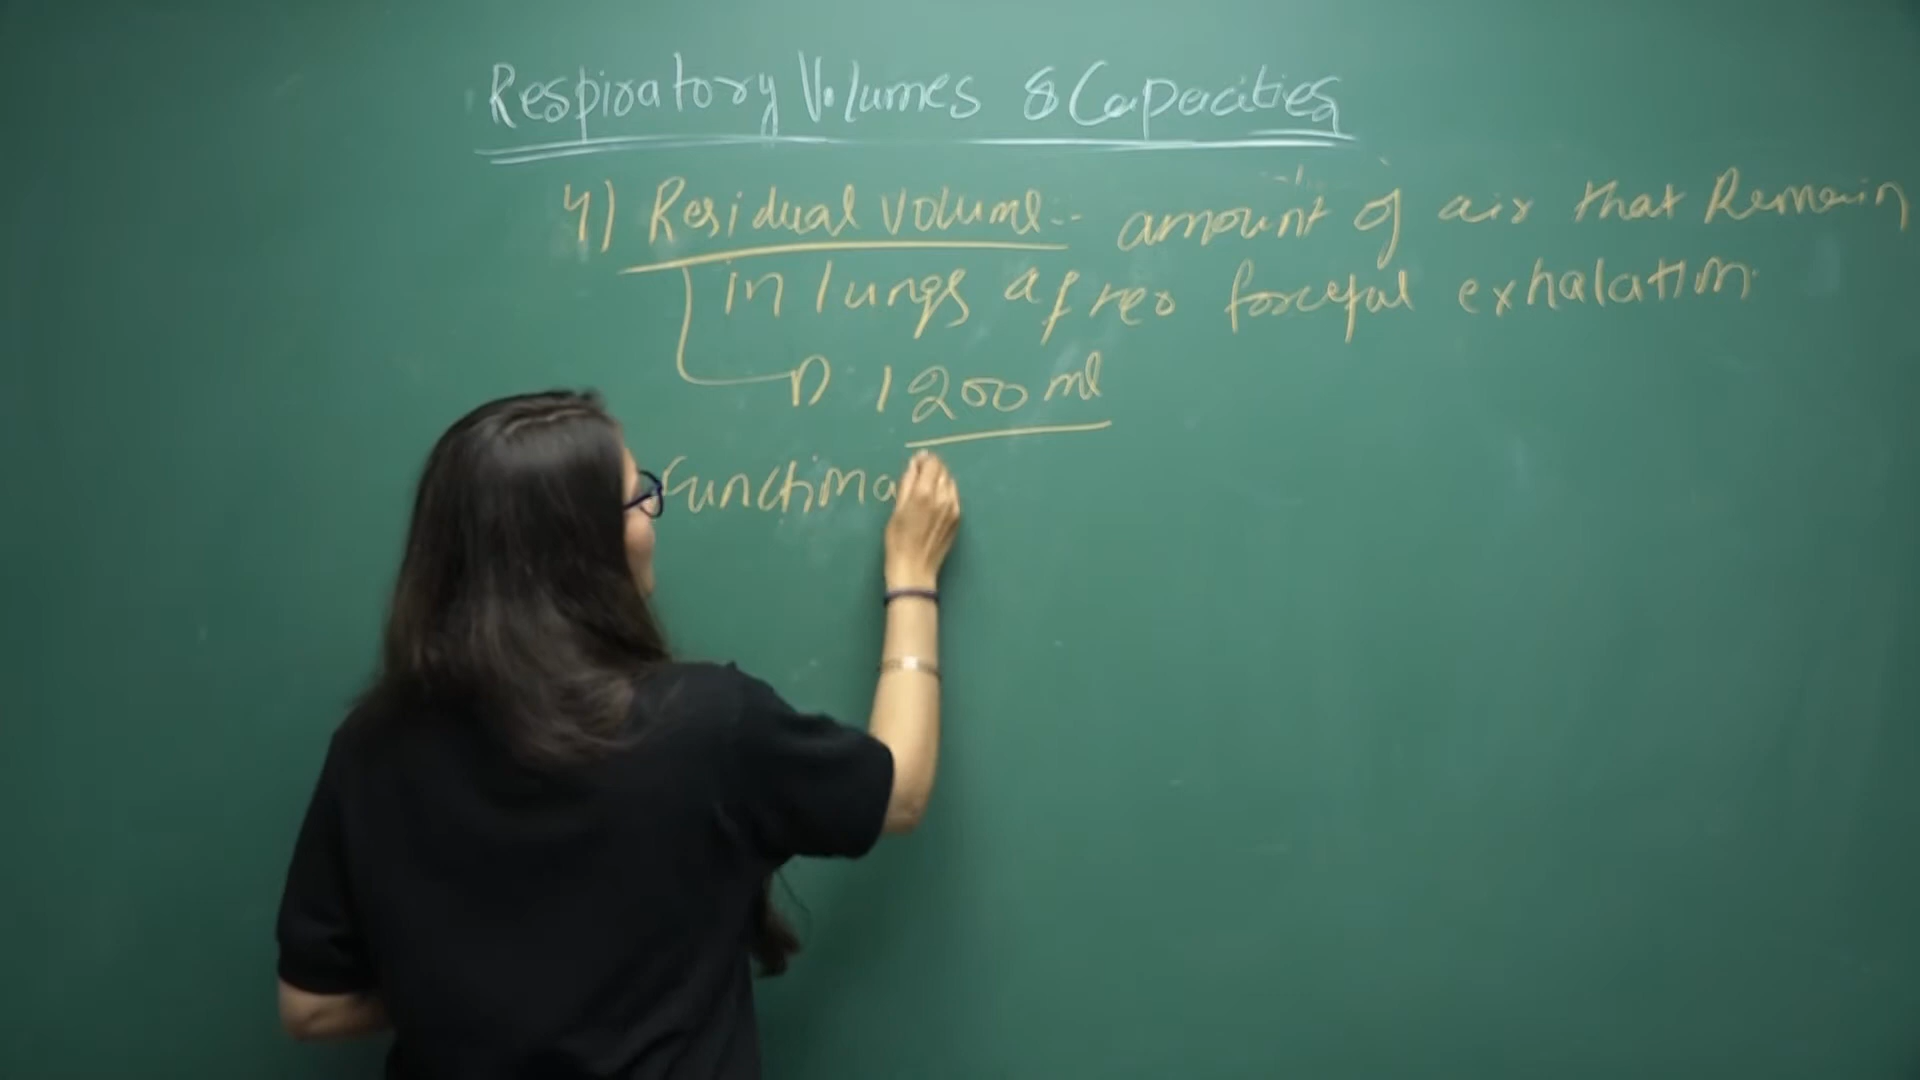 Respiratory Volumes & Capacities
4) Residual volume:- amount of air that Remain
in lungs after forceful exhalation.
→ 1200 ml
Functiona